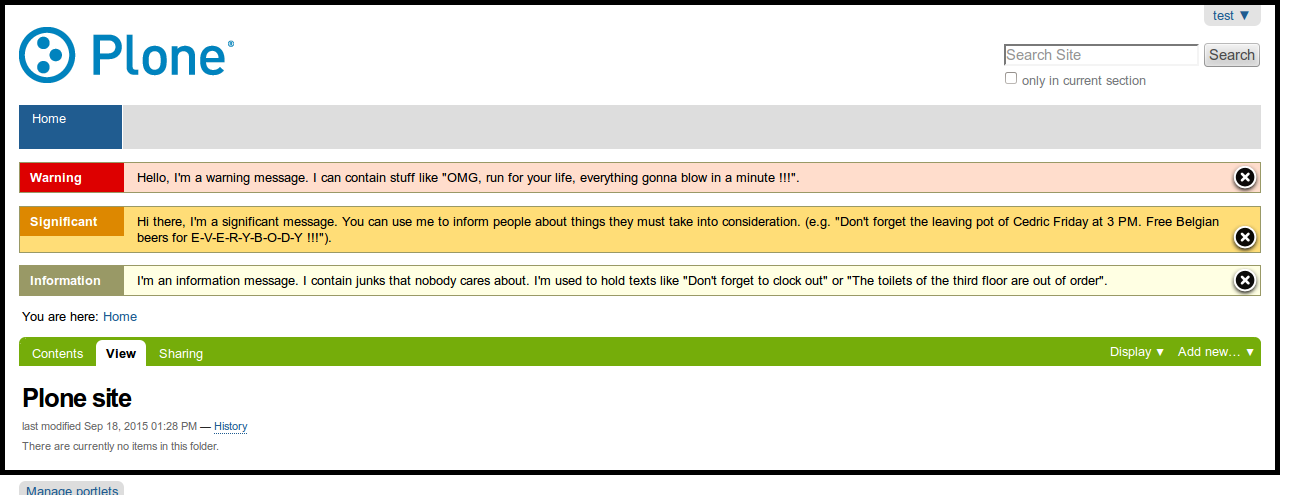 test ▼
Plone®
Search Site
Search
only in current section
Home
Warning
Hello, I'm a warning message. I can contain stuff like "OMG, run for your life, everything gonna blow in a minute !!!".
Significant
Hi there, I'm a significant message. You can use me to inform people about things they must take into consideration. (e.g. "Don't forget the leaving pot of Cedric Friday at 3 PM. Free Belgian
beers for E-V-E-R-Y-B-O-D-Y !!!").
Information
I'm an information message. I contain junks that nobody cares about. I'm used to hold texts like "Don't forget to clock out" or "The toilets of the third floor are out of order".
You are here: Home
Contents View Sharing Display ▼ Add new… ▼
Plone site
last modified Sep 18, 2015 01:28 PM — History
There are currently no items in this folder.
Manage portlets